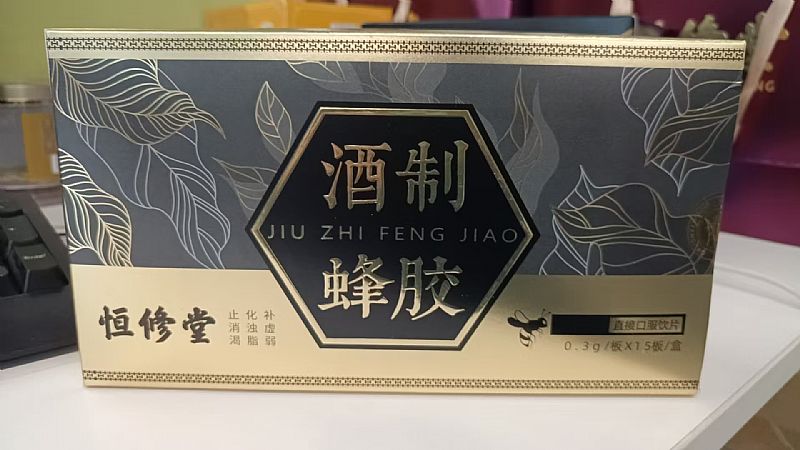 酒制
JIU ZHI FENG JIAO
蜂胶
恒修堂
补虚弱
化浊脂
止消渴
直接口服饮片
0.3g/板X15板/盒
NG